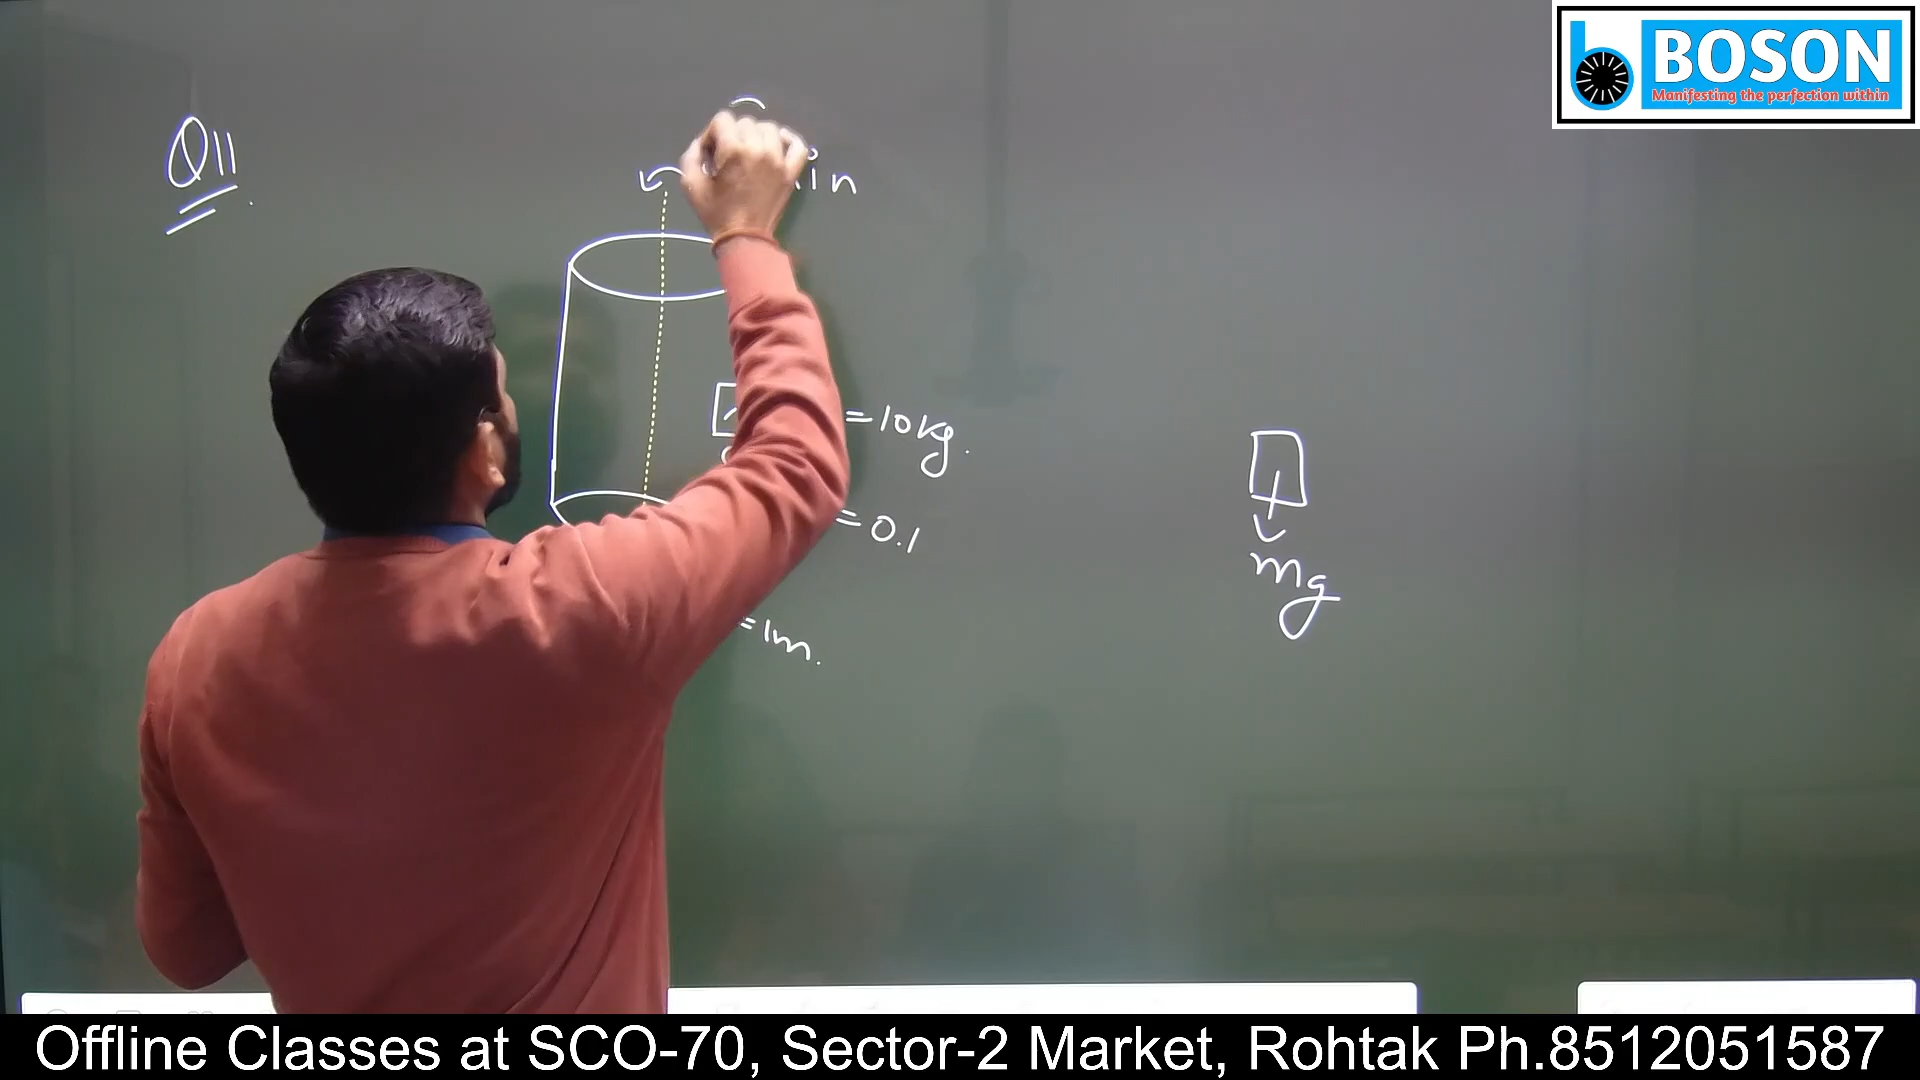 BOSON
Manifesting the perfection within
Q11
in
=10kg.
=0.1
=1m.
mg
Offline Classes at SCO-70, Sector-2 Market, Rohtak Ph.8512051587